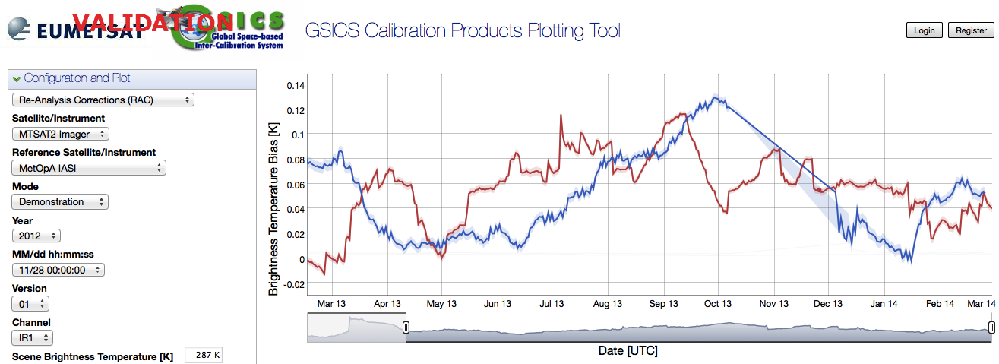 EUMETSAT
VALIDATION
GSICS
Global Space-based
Inter-Calibration System
GSICS Calibration Products Plotting Tool
Login
Register
Configuration and Plot
Re-Analysis Corrections (RAC)
Satellite/Instrument
MTSAT2 Imager
Reference Satellite/Instrument
MetOpA IASI
Mode
Demonstration
Year
2012
MM/dd hh:mm:ss
11/28 00:00:00
Version
01
Channel
IR1
Scene Brightness Temperature [K]
287 K
Brightness Temperature Bias [K]
0.14
0.12
0.1
0.08
0.06
0.04
0.02
0
-0.02
Mar 13
Apr 13
May 13
Jun 13
Jul 13
Aug 13
Sep 13
Oct 13
Nov 13
Dec 13
Jan 14
Feb 14
Mar 14
Date [UTC]